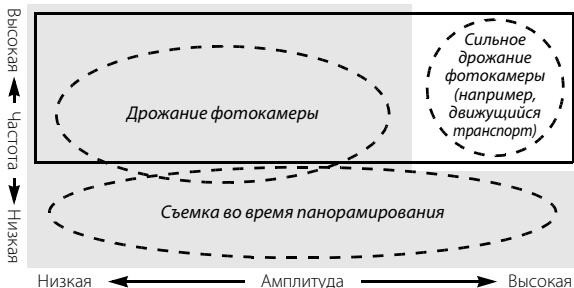 Высокая
Частота
Низкая
Дрожание фотокамеры
Сильное
дрожание
фотокамеры
(например,
движущийся
транспорт)
Съемка во время панорамирования
Низкая
Амплитуда
Высокая